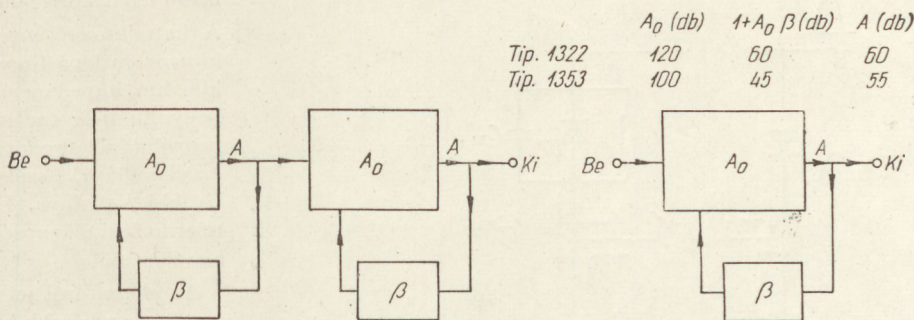 A₀ (db) 1+A₀ β (db) A (db)
Tip. 1322 120 60 60
Tip. 1353 100 45 55
Be A₀ A A₀ A Ki
β β
Be A₀ A Ki
β